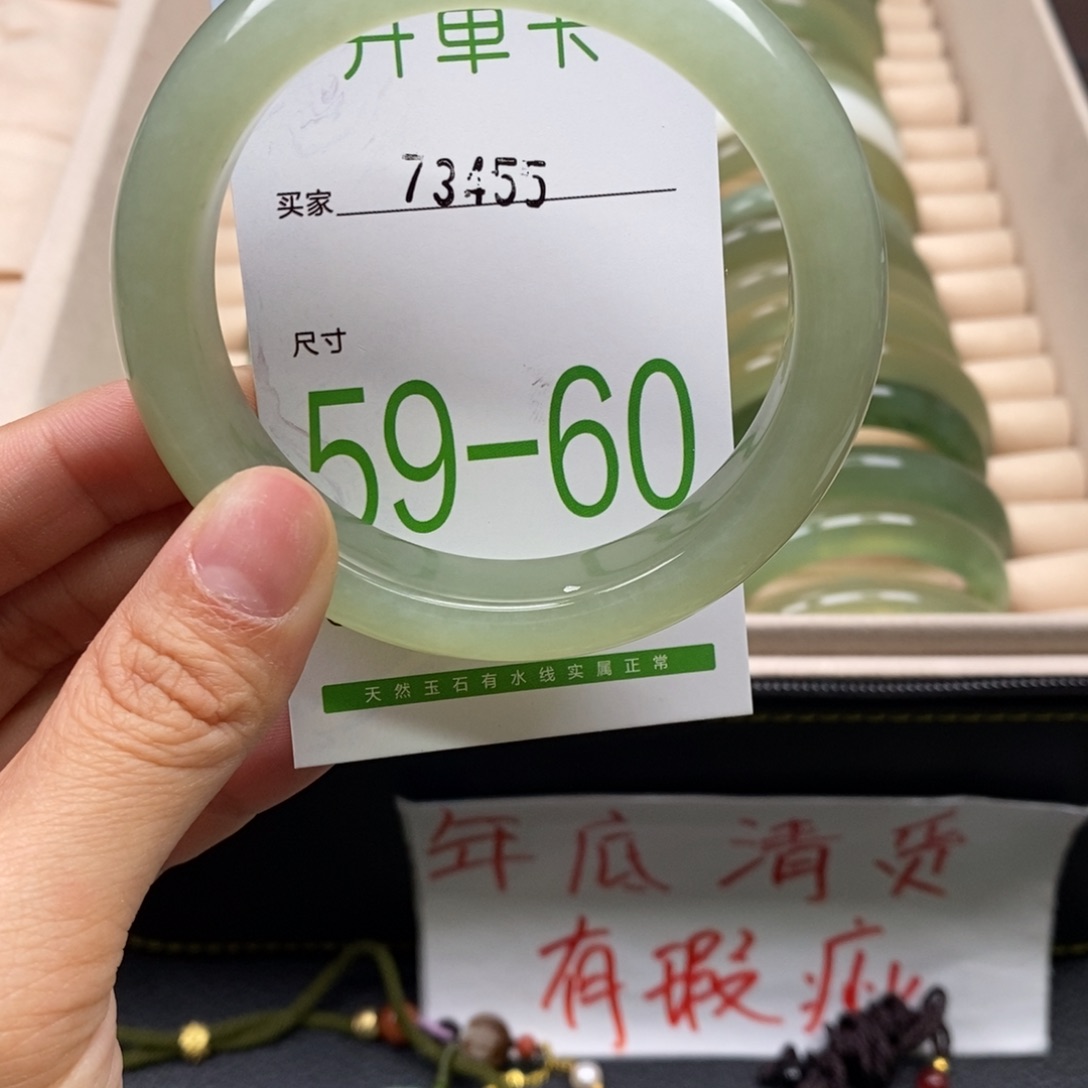 开单卡
买家 73455
尺寸
59-60
天然玉石有水线实属正常
年底清货
有瑕疵